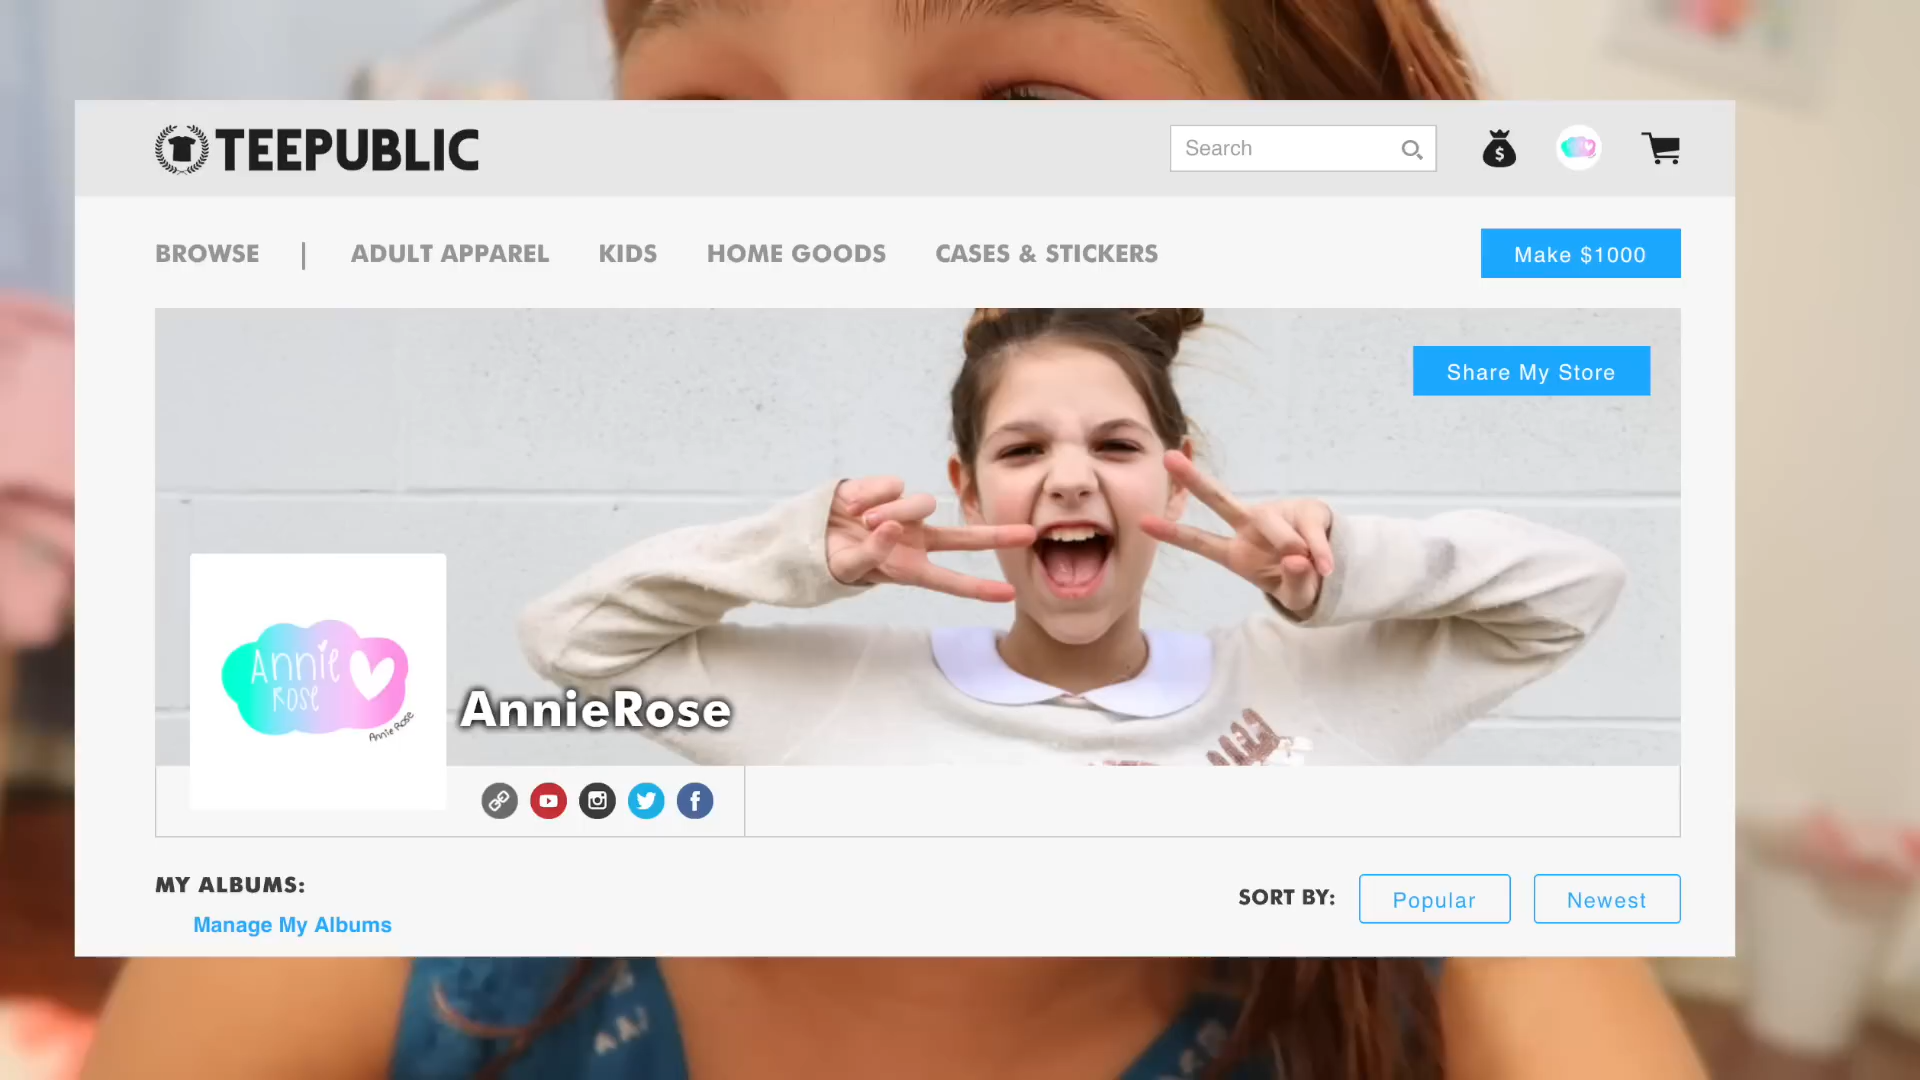 TEEPUBLIC
Search
$
BROWSE | ADULT APPAREL KIDS HOME GOODS CASES & STICKERS
Make $1000
Share My Store
Annie
Rose
Annie Rose
AnnieRose
MY ALBUMS:
Manage My Albums
SORT BY: Popular Newest